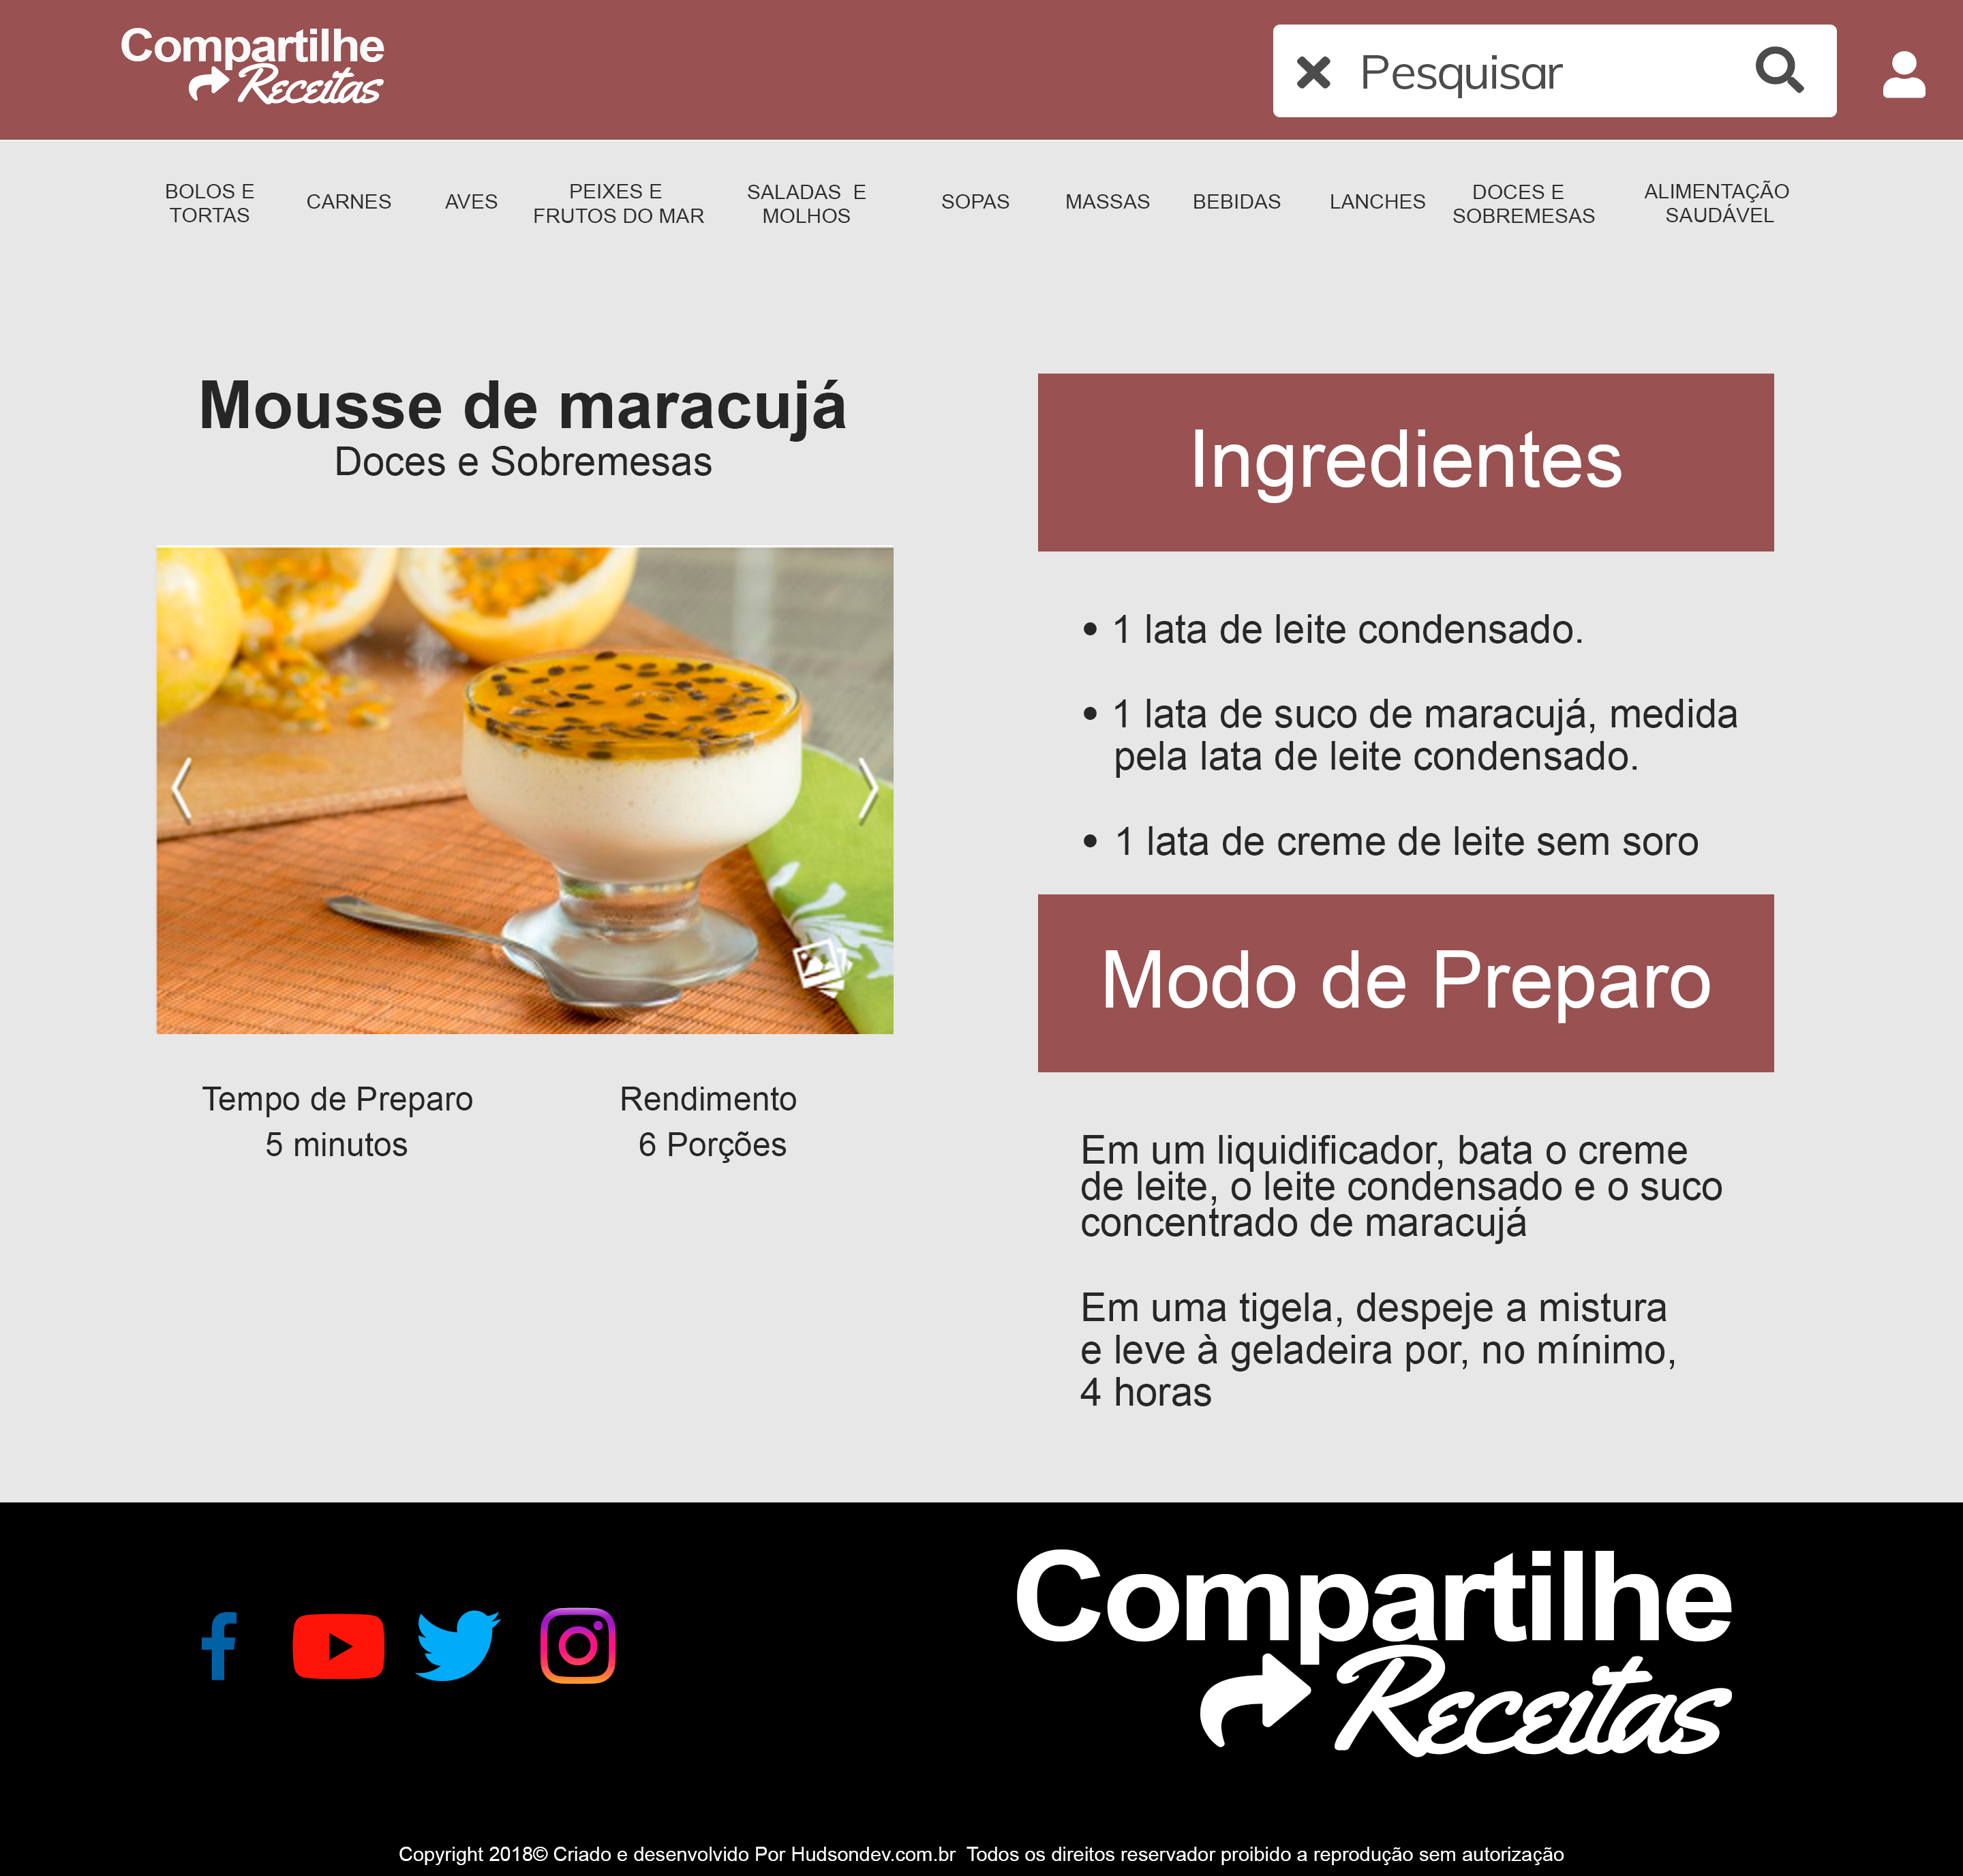 Compartilhe
Receitas
Pesquisar
BOLOS E
TORTAS
CARNES
AVES
PEIXES E
FRUTOS DO MAR
SALADAS  E
MOLHOS
SOPAS
MASSAS
BEBIDAS
LANCHES
DOCES E
SOBREMESAS
ALIMENTAÇÃO
SAUDÁVEL
Mousse de maracujá
Doces e Sobremesas
Tempo de Preparo
5 minutos
Rendimento
6 Porções
Ingredientes
• 1 lata de leite condensado.
• 1 lata de suco de maracujá, medida
pela lata de leite condensado.
• 1 lata de creme de leite sem soro
Modo de Preparo
Em um liquidificador, bata o creme
de leite, o leite condensado e o suco
concentrado de maracujá
Em uma tigela, despeje a mistura
e leve à geladeira por, no mínimo,
4 horas
Compartilhe
Receitas
Copyright 2018© Criado e desenvolvido Por Hudsondev.com.br  Todos os direitos reservador proibido a reprodução sem autorização